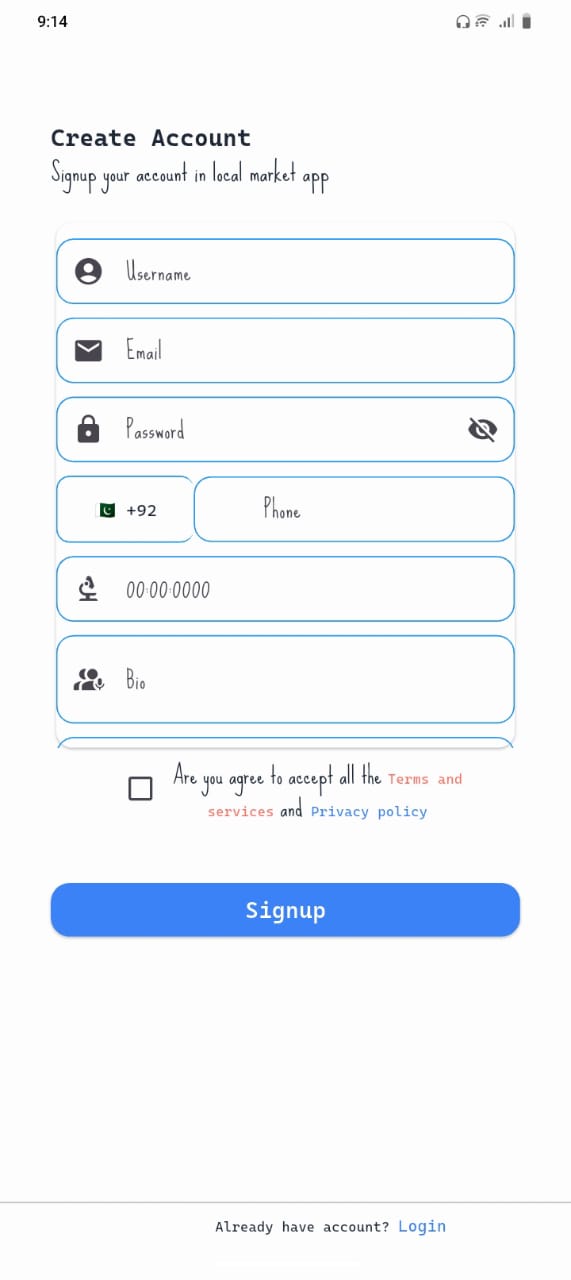 9:14
Create Account
Signup your account in local market app
Username
Email
Password
+92 Phone
00:00:0000
Bio
Are you agree to accept all the Terms and
services and Privacy policy
Signup
Already have account? Login